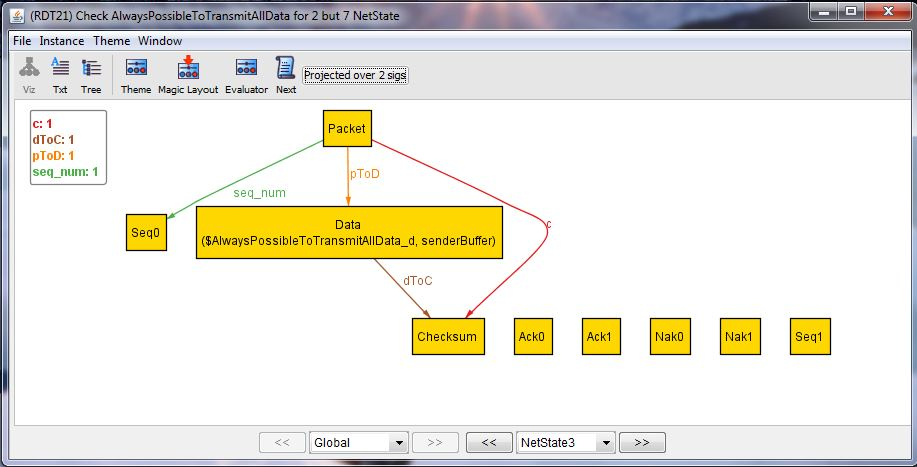 (RDT21) Check AlwaysPossibleToTransmitAllData for 2 but 7 NetState
File Instance Theme Window
Viz Txt Tree Theme Magic Layout Evaluator Next Projected over 2 sigs
c: 1
dToC: 1
pToD: 1
seq_num: 1
Packet
pToD
seq_num
Seq0
Data
($AlwaysPossibleToTransmitAllData_d, senderBuffer)
c
dToC
Checksum Ack0 Ack1 Nak0 Nak1 Seq1
<< Global >> << NetState3 >>